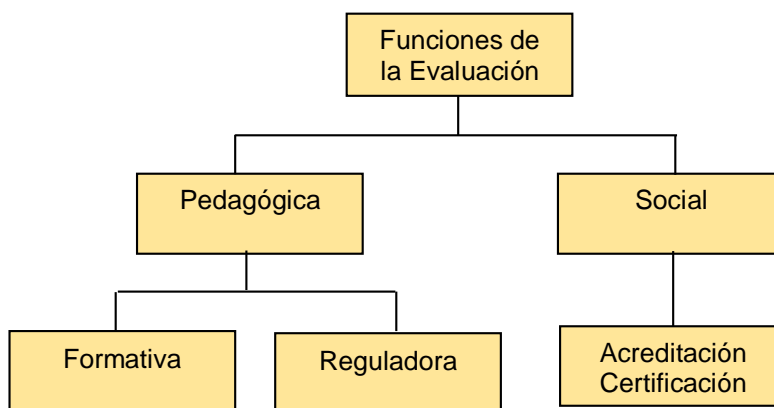 Funciones de
la Evaluación
Pedagógica
Social
Formativa
Reguladora
Acreditación
Certificación